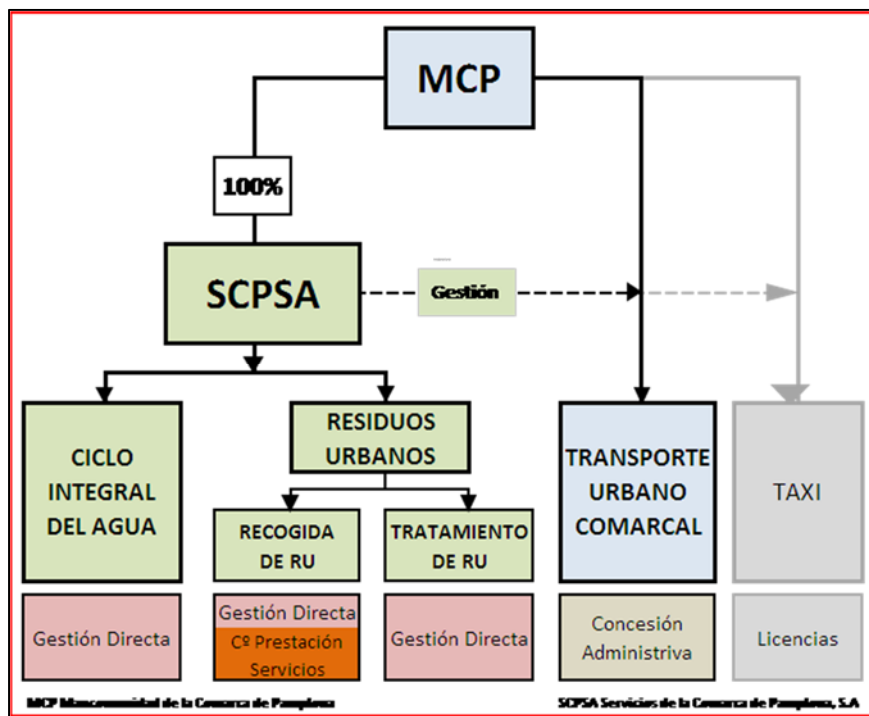 MCP
100%
SCPSA
Gestión
CICLO
INTEGRAL
DEL AGUA
RESIDUOS
URBANOS
RECOGIDA
DE RU
TRATAMIENTO
DE RU
TRANSPORTE
URBANO
COMARCAL
TAXI
Gestión Directa
Gestión Directa
Cº Prestación
Servicios
Gestión Directa
Concesión
Administriva
Licencias
MCP Mancomunidad de la Comarca de Pamplona
SCPSA Servicios de la Comarca de Pamplona, S.A